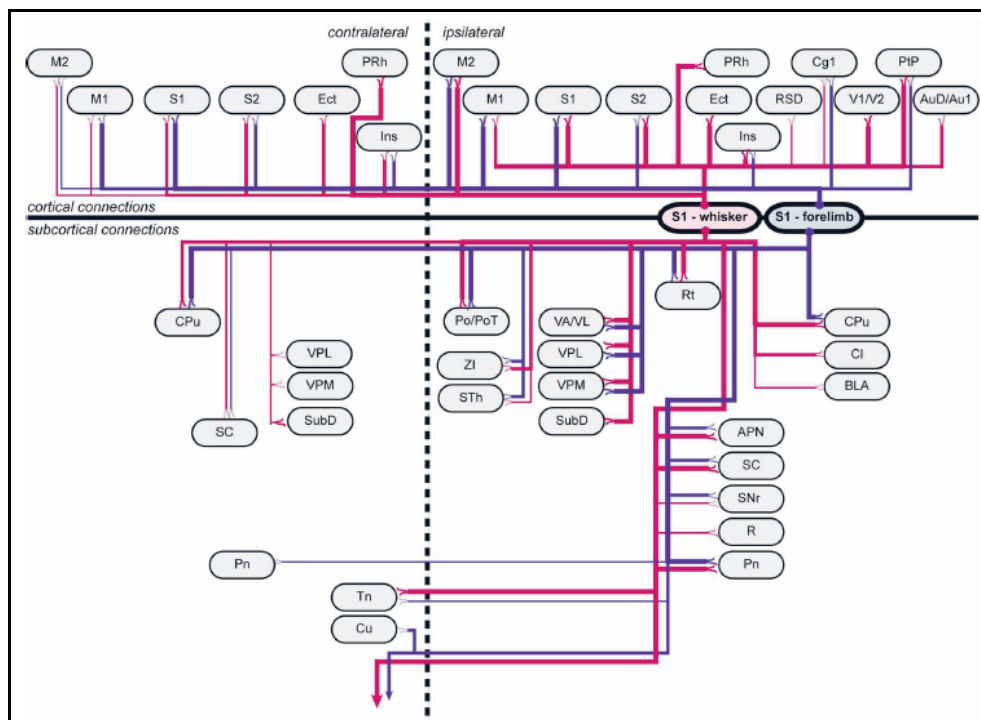 contralateral
ipsilateral
M2
PRh
M2
PRh
Cg1
PtP
M1
S1
S2
Ect
M1
S1
S2
Ect
RSD
V1/V2
AuD/Au1
Ins
Ins
cortical connections
S1 - whisker
S1 - forelimb
subcortical connections
Rt
CPu
Po/PoT
VA/VL
CPu
VPL
ZI
VPL
Cl
VPM
STh
VPM
BLA
SC
SubD
SubD
APN
SC
SNr
R
Pn
Pn
Tn
Cu